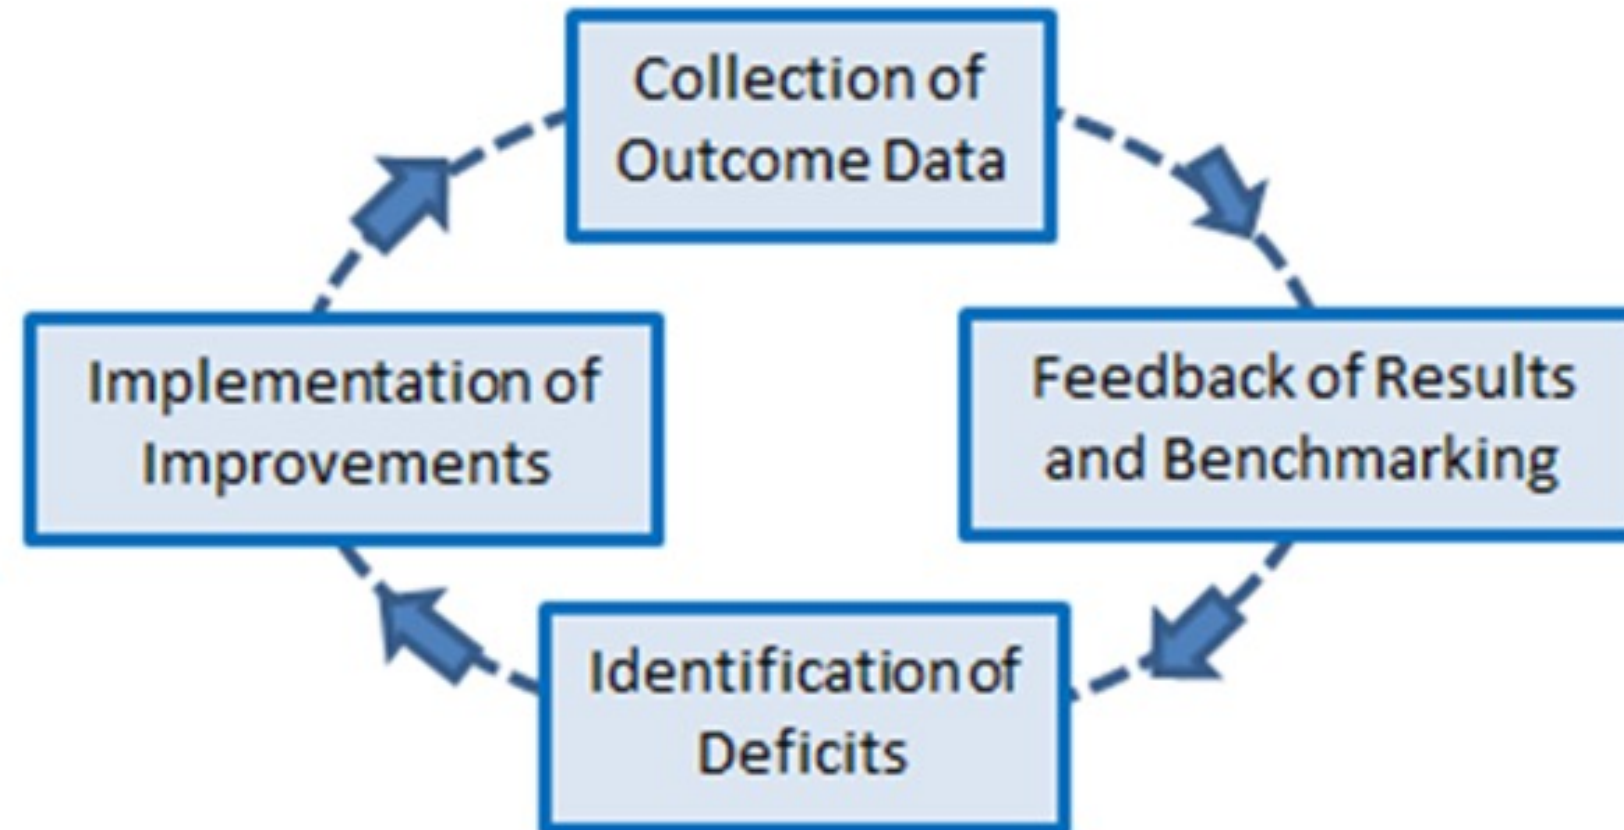 Collection of
Outcome Data
Feedback of Results
and Benchmarking
Identification of
Deficits
Implementation of
Improvements